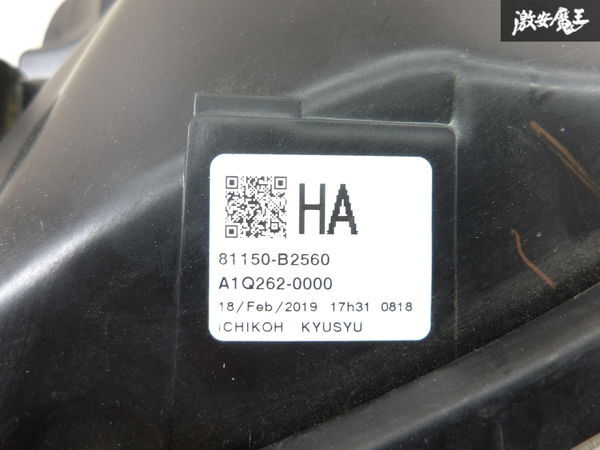 激安魔王
HA
81150-B2560
A1Q262-0000
18/Feb/2019 17h31 0818
ICHIKOH KYUSYU